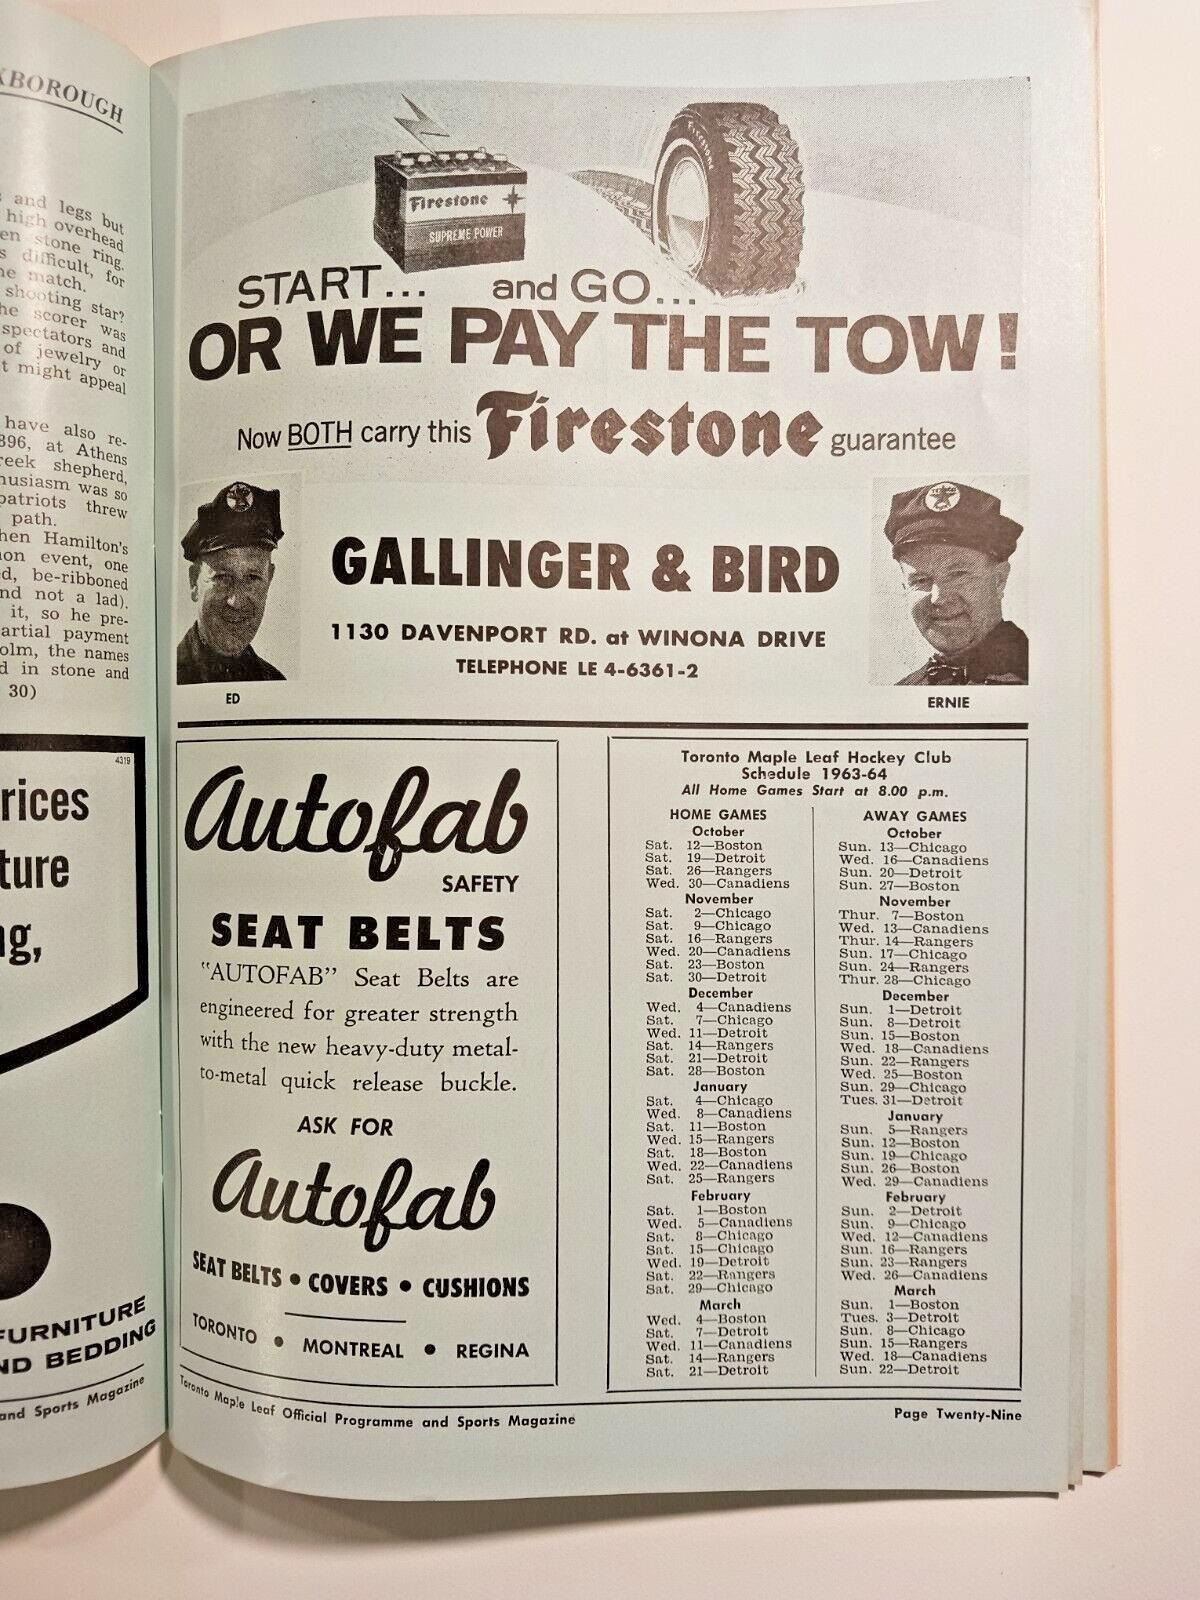 XBOROUGH
and legs but
high overhead
en stone ring.
s difficult, for
ne match.
shooting star?
he scorer was
spectators and
of jewelry or
t might appeal
have also re-
896, at Athens
reek shepherd,
husiasm was so
patriots threw
path.
hen Hamilton's
on event, one
d, be-ribboned
nd not a lad).
it, so he pre-
artial payment
olm, the names
d in stone and
30)
4319
rices
ture
ng,
FURNITURE
ND BEDDING
and Sports Magazine
Firestone
Firestone
SUPREME POWER
START... and GO...
OR WE PAY THE TOW!
Now BOTH carry this Firestone guarantee
TEXACO
GALLINGER & BIRD
1130 DAVENPORT RD. at WINONA DRIVE
TELEPHONE LE 4-6361-2
ED
ERNIE
Autofab
SAFETY
SEAT BELTS
"AUTOFAB" Seat Belts are
engineered for greater strength
with the new heavy-duty metal-
to-metal quick release buckle.
ASK FOR
Autofab
SEAT BELTS • COVERS • CUSHIONS
TORONTO • MONTREAL • REGINA
Toronto Maple Leaf Hockey Club
Schedule 1963-64
All Home Games Start at 8.00 p.m.
HOME GAMES
October
Sat. 12—Boston
Sat. 19—Detroit
Sat. 26—Rangers
Wed. 30—Canadiens
November
Sat. 2—Chicago
Sat. 9—Chicago
Sat. 16—Rangers
Wed. 20—Canadiens
Sat. 23—Boston
Sat. 30—Detroit
December
Wed. 4—Canadiens
Sat. 7—Chicago
Wed. 11—Detroit
Sat. 14—Rangers
Sat. 21—Detroit
Sat. 28—Boston
January
Sat. 4—Chicago
Wed. 8—Canadiens
Sat. 11—Boston
Wed. 15—Rangers
Sat. 18—Boston
Wed. 22—Canadiens
Sat. 25—Rangers
February
Sat. 1—Boston
Wed. 5—Canadiens
Sat. 8—Chicago
Sat. 15—Chicago
Wed. 19—Detroit
Sat. 22—Rangers
Sat. 29—Chicago
March
Wed. 4—Boston
Sat. 7—Detroit
Wed. 11—Canadiens
Sat. 14—Rangers
Sat. 21—Detroit
AWAY GAMES
October
Sun. 13—Chicago
Wed. 16—Canadiens
Sun. 20—Detroit
Sun. 27—Boston
November
Thur. 7—Boston
Wed. 13—Canadiens
Thur. 14—Rangers
Sun. 17—Chicago
Sun. 24—Rangers
Thur. 28—Chicago
December
Sun. 1—Detroit
Sun. 8—Detroit
Sun. 15—Boston
Wed. 18—Canadiens
Sun. 22—Rangers
Wed. 25—Boston
Sun. 29—Chicago
Tues. 31—Detroit
January
Sun. 5—Rangers
Sun. 12—Boston
Sun. 19—Chicago
Sun. 26—Boston
Wed. 29—Canadiens
February
Sun. 2—Detroit
Sun. 9—Chicago
Wed. 12—Canadiens
Sun. 16—Rangers
Sun. 23—Rangers
Wed. 26—Canadiens
March
Sun. 1—Boston
Tues. 3—Detroit
Sun. 8—Chicago
Sun. 15—Rangers
Wed. 18—Canadiens
Sun. 22—Detroit
Toronto Maple Leaf Official Programme and Sports Magazine
Page Twenty-Nine